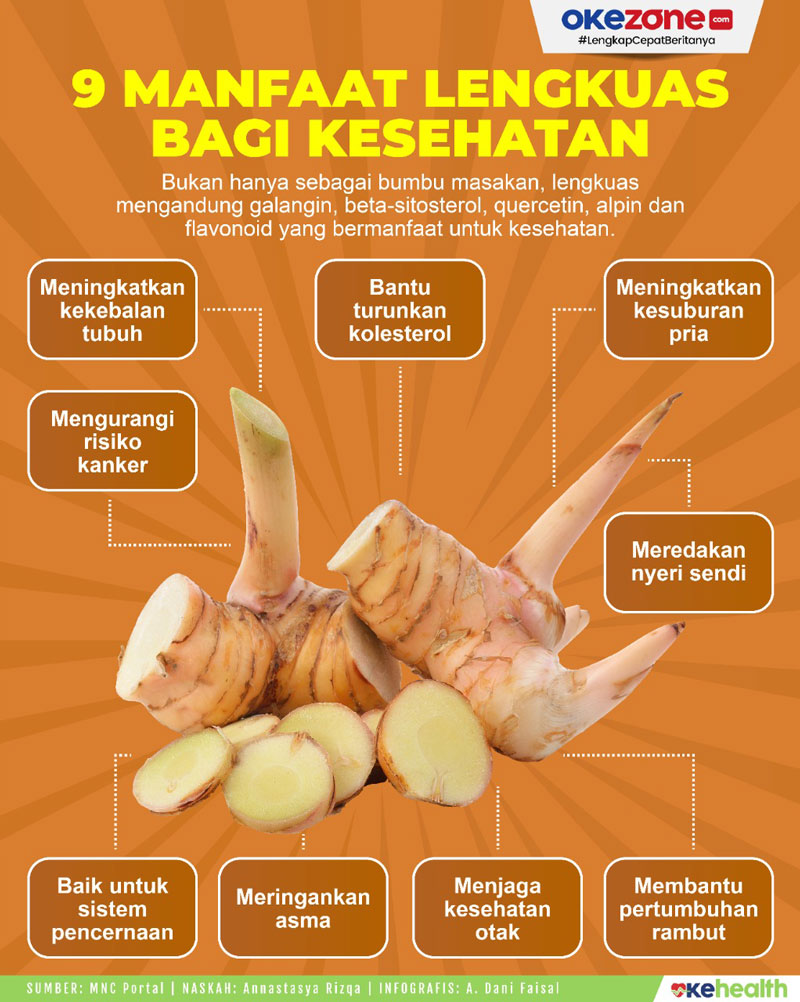 okezone.com
#LengkapCepatBeritanya
9 MANFAAT LENGKUAS
BAGI KESEHATAN
Bukan hanya sebagai bumbu masakan, lengkuas
mengandung galangin, beta-sitosterol, quercetin, alpin dan
flavonoid yang bermanfaat untuk kesehatan.
Meningkatkan
kekebalan
tubuh
Bantu
turunkan
kolesterol
Meningkatkan
kesuburan
pria
Mengurangi
risiko
kanker
Meredakan
nyeri sendi
Baik untuk
sistem
pencernaan
Meringankan
asma
Menjaga
kesehatan
otak
Membantu
pertumbuhan
rambut
SUMBER: MNC Portal | NASKAH: Annastasya Rizqa | INFOGRAFIS: A. Dani Faisal
okehealth